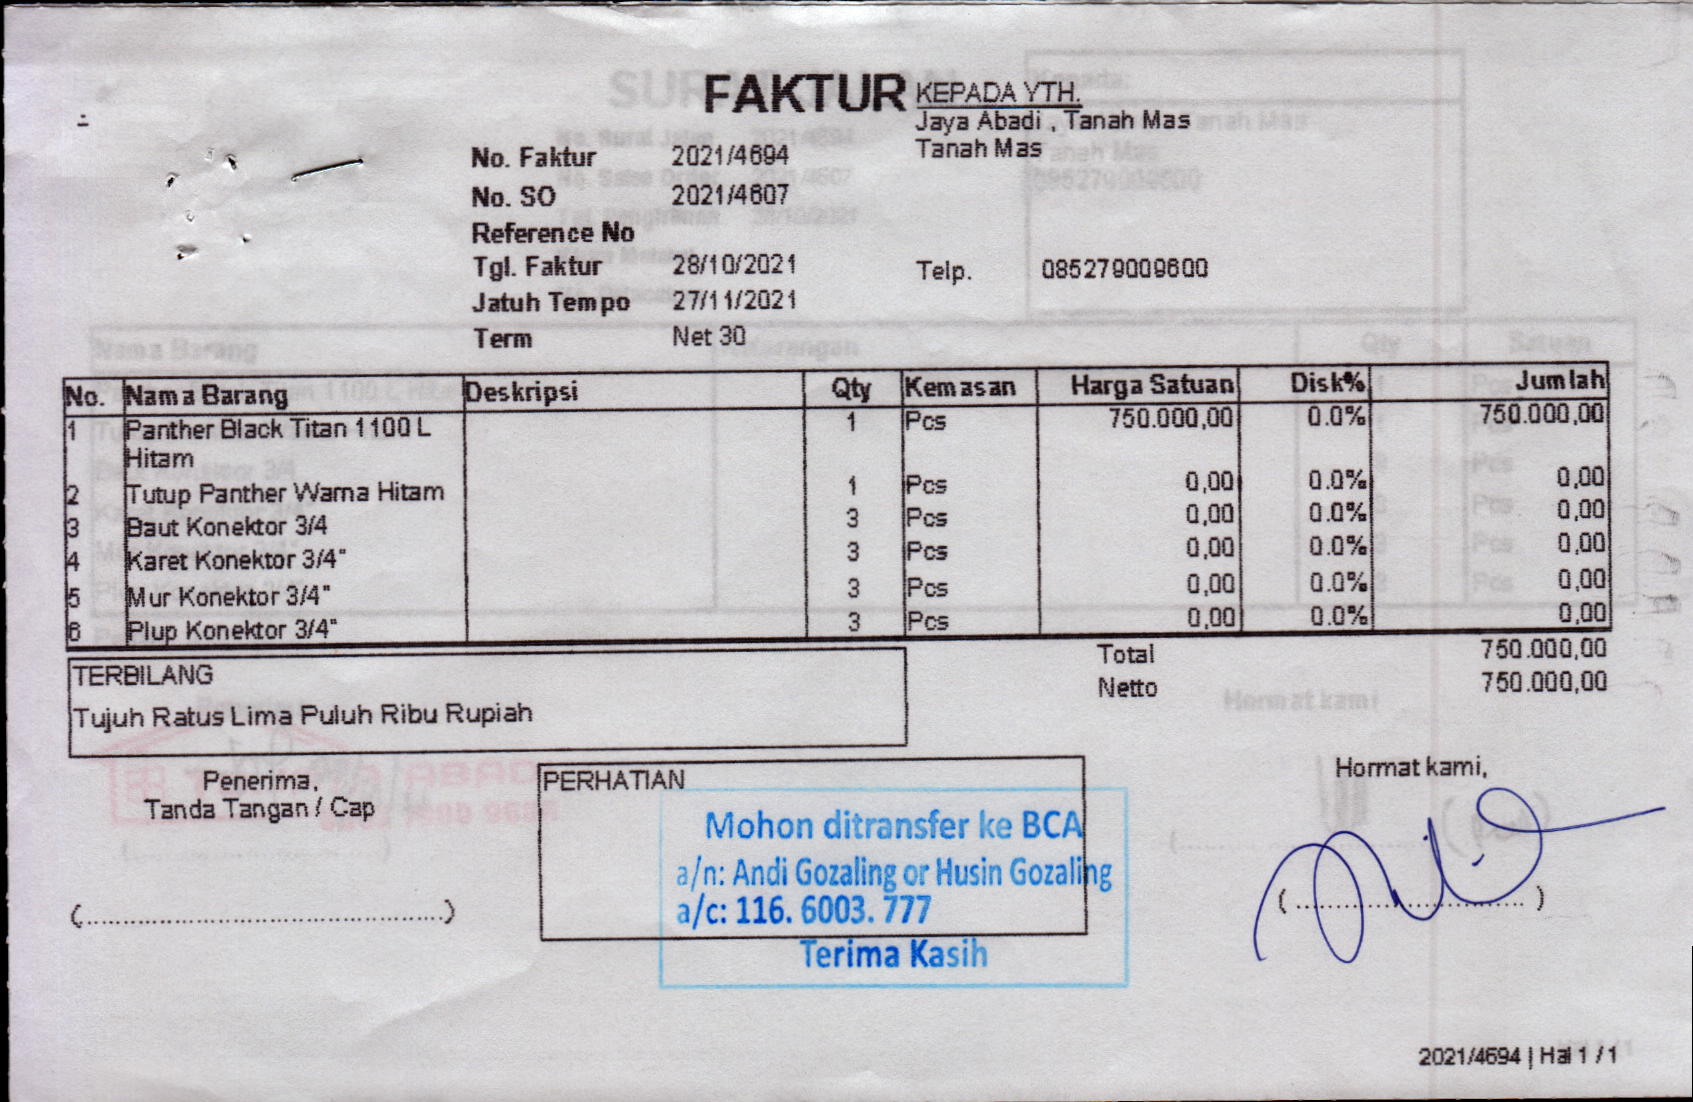 FAKTUR
KEPADA YTH.
Jaya Abadi , Tanah Mas
Tanah Mas
No. Faktur 2021/4694
No. SO 2021/4607
Reference No
Tgl. Faktur 28/10/2021
Telp. 085279009600
Jatuh Tempo 27/11/2021
Term Net 30
No. Nama Barang Deskripsi Qty Kemasan Harga Satuan Disk% Jumlah
1 Panther Black Titan 1100 L 1 Pcs 750.000,00 0.0% 750.000,00
Hitam
2 Tutup Panther Warna Hitam 1 Pcs 0,00 0.0% 0,00
3 Baut Konektor 3/4 3 Pcs 0,00 0.0% 0,00
4 Karet Konektor 3/4" 3 Pcs 0,00 0.0% 0,00
5 Mur Konektor 3/4" 3 Pcs 0,00 0.0% 0,00
6 Plup Konektor 3/4" 3 Pcs 0,00 0.0% 0,00
Total 750.000,00
Netto 750.000,00
TERBILANG
Tujuh Ratus Lima Puluh Ribu Rupiah
Penerima,
Tanda Tangan / Cap
(............................................)
PERHATIAN
Mohon ditransfer ke BCA
a/n: Andi Gozaling or Husin Gozaling
a/c: 116. 6003. 777
Terima Kasih
Hormat kami,
(..............................)
2021/4694 | Hal 1 / 1